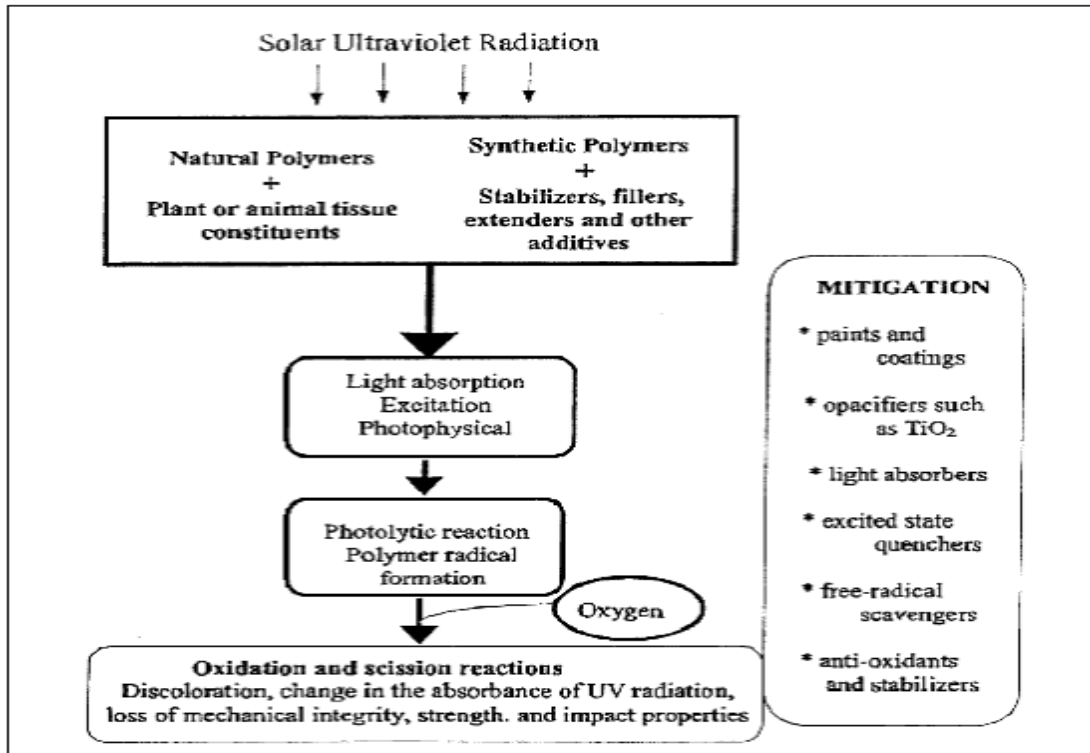 Solar Ultraviolet Radiation
Natural Polymers
+
Plant or animal tissue
constituents
Synthetic Polymers
+
Stabilizers, fillers,
extenders and other
additives
Light absorption
Excitation
Photophysical
Photolytic reaction
Polymer radical
formation
Oxygen
Oxidation and scission reactions
Discoloration, change in the absorbance of UV radiation,
loss of mechanical integrity, strength. and impact properties
MITIGATION
* paints and
coatings
* opacifiers such
as TiO₂
* light absorbers
* excited state
quenchers
* free-radical
scavengers
* anti-oxidants
and stabilizers